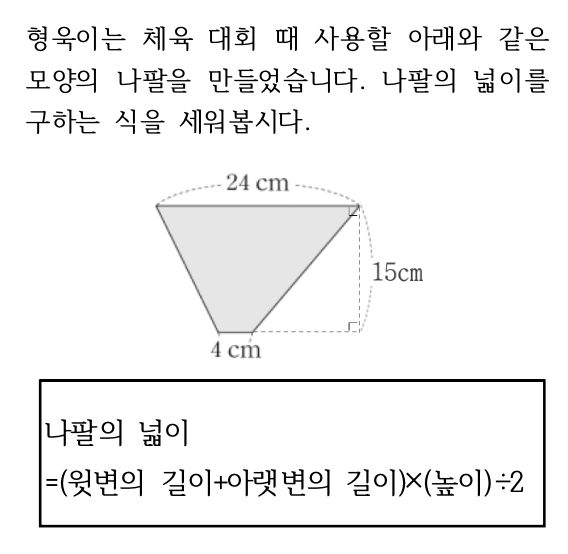 형욱이는 체육 대회 때 사용할 아래와 같은
모양의 나팔을 만들었습니다. 나팔의 넓이를
구하는 식을 세워봅시다.
24 cm
15cm
4 cm
나팔의 넓이
=(윗변의 길이+아랫변의 길이)×(높이)÷2